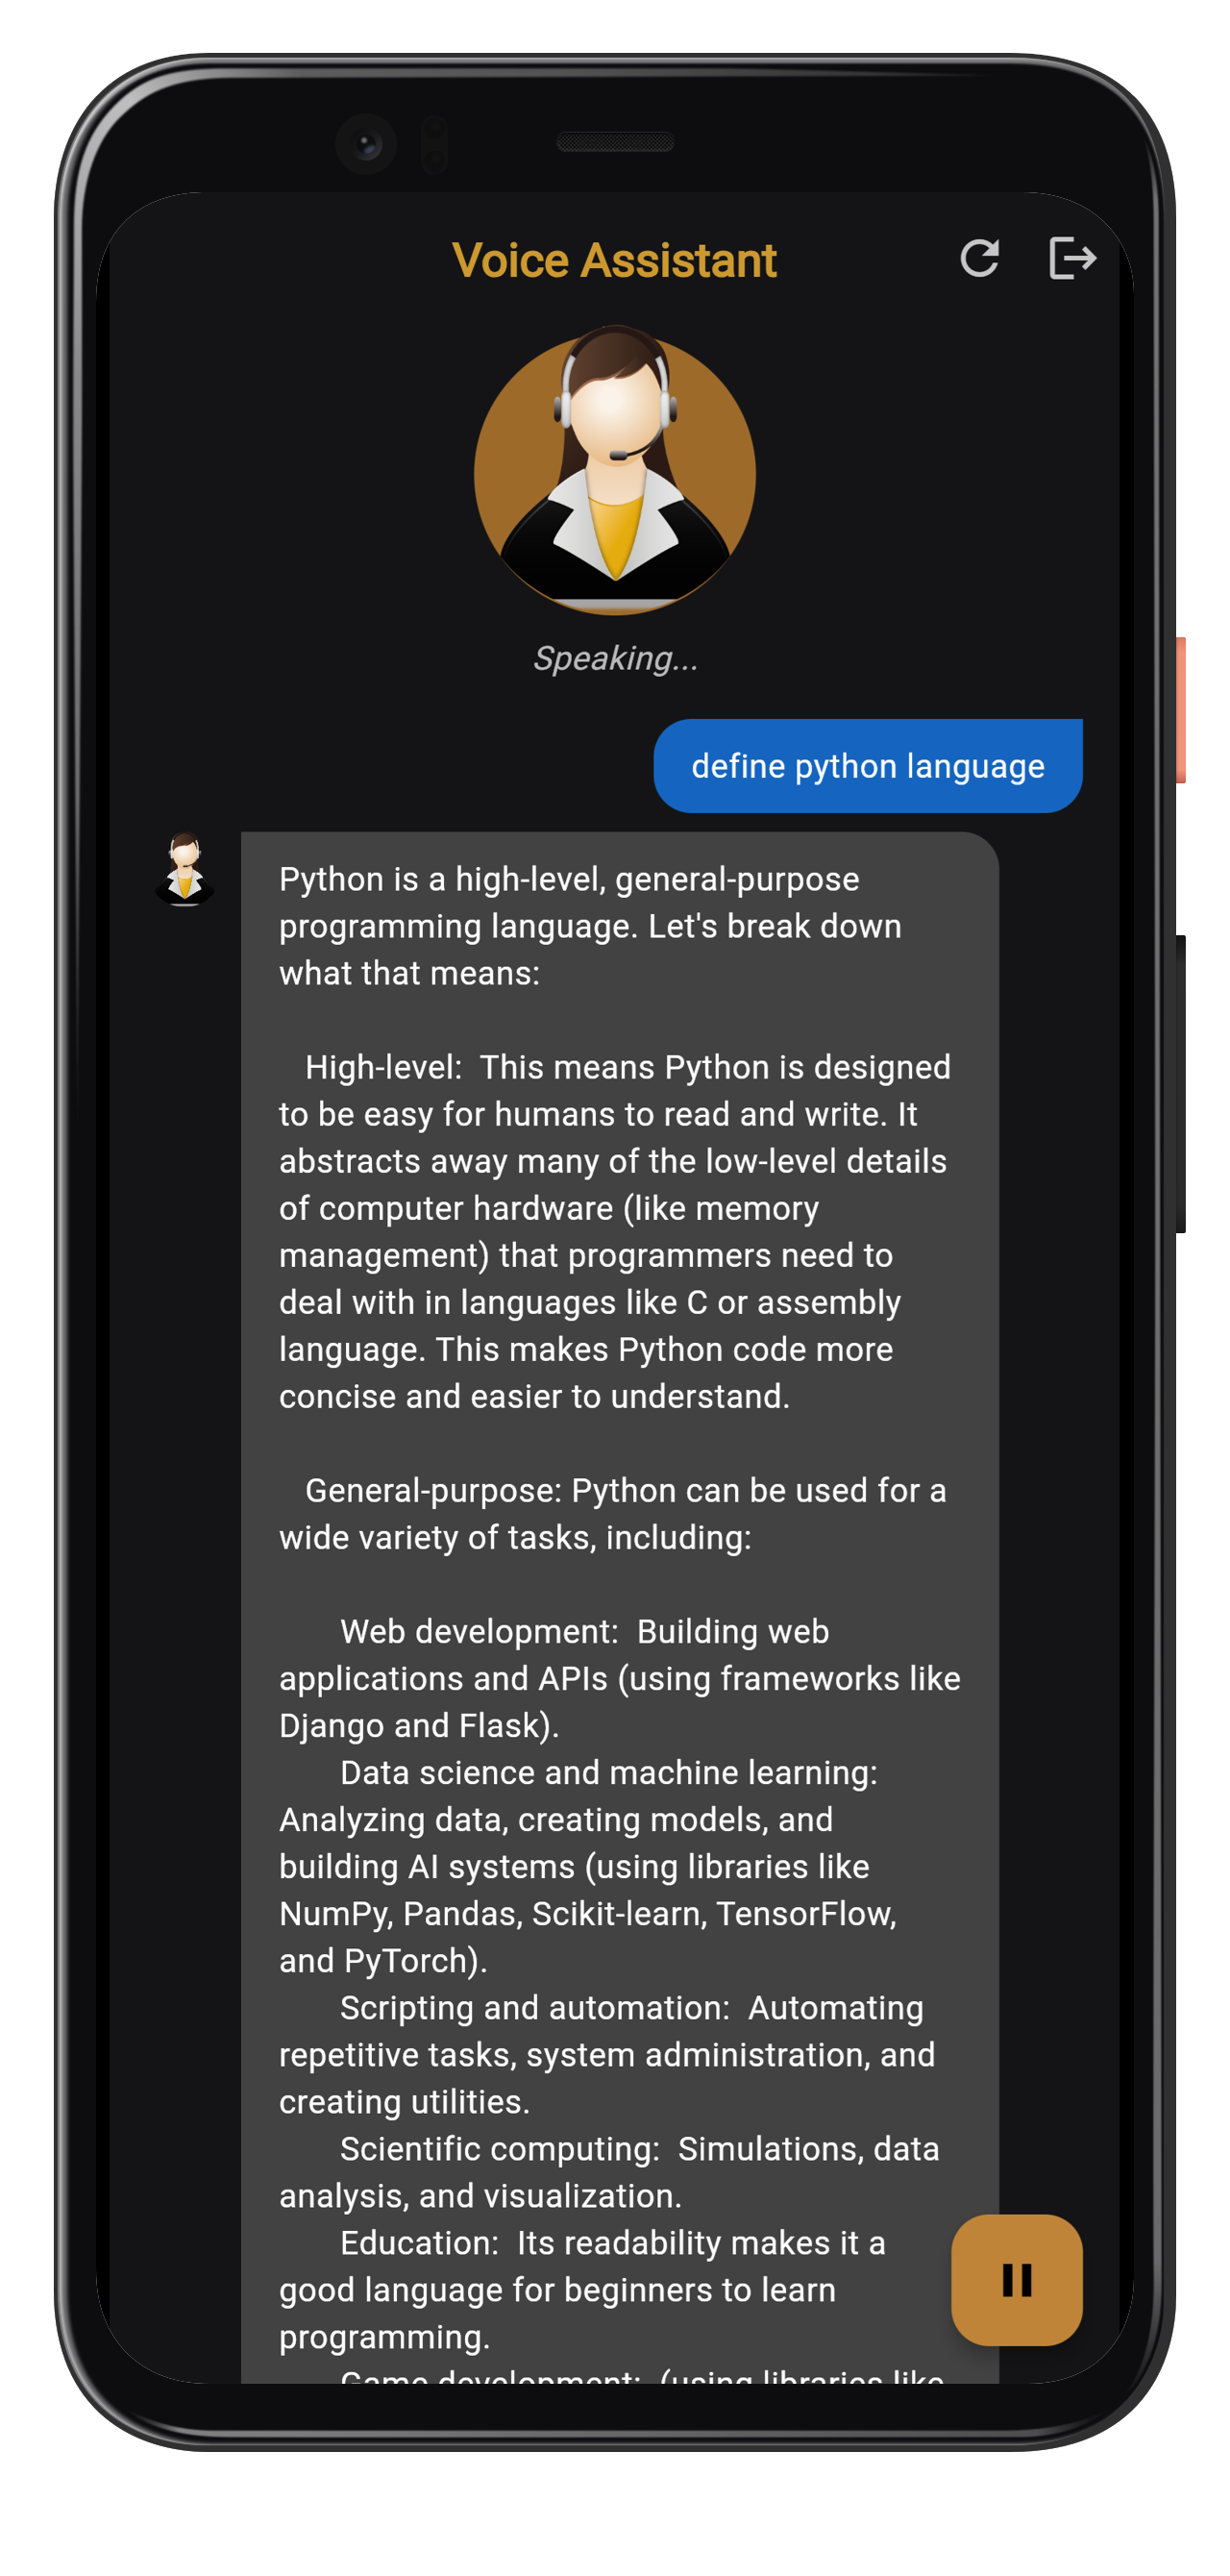 Voice Assistant
Speaking...
define python language
Python is a high-level, general-purpose
programming language. Let's break down
what that means:
High-level:  This means Python is designed
to be easy for humans to read and write. It
abstracts away many of the low-level details
of computer hardware (like memory
management) that programmers need to
deal with in languages like C or assembly
language. This makes Python code more
concise and easier to understand.
General-purpose: Python can be used for a
wide variety of tasks, including:
Web development:  Building web
applications and APIs (using frameworks like
Django and Flask).
Data science and machine learning:
Analyzing data, creating models, and
building AI systems (using libraries like
NumPy, Pandas, Scikit-learn, TensorFlow,
and PyTorch).
Scripting and automation:  Automating
repetitive tasks, system administration, and
creating utilities.
Scientific computing:  Simulations, data
analysis, and visualization.
Education:  Its readability makes it a
good language for beginners to learn
programming.
Game development:  (using libraries like